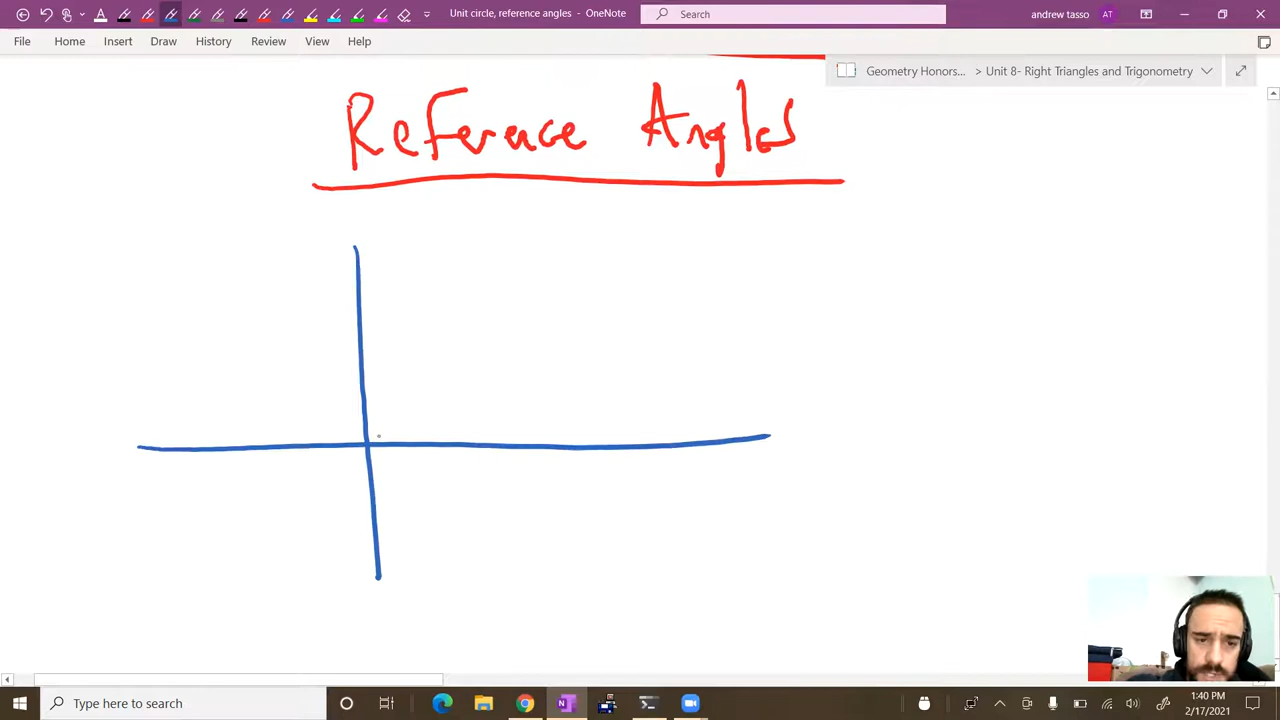 Unit circle, reference angles - OneNote
Search
andrew tasso
AT
File Home Insert Draw History Review View Help
Geometry Honors... > Unit 8- Right Triangles and Trigonometry
Reference Angles
Type here to search
1:40 PM
2/17/2021